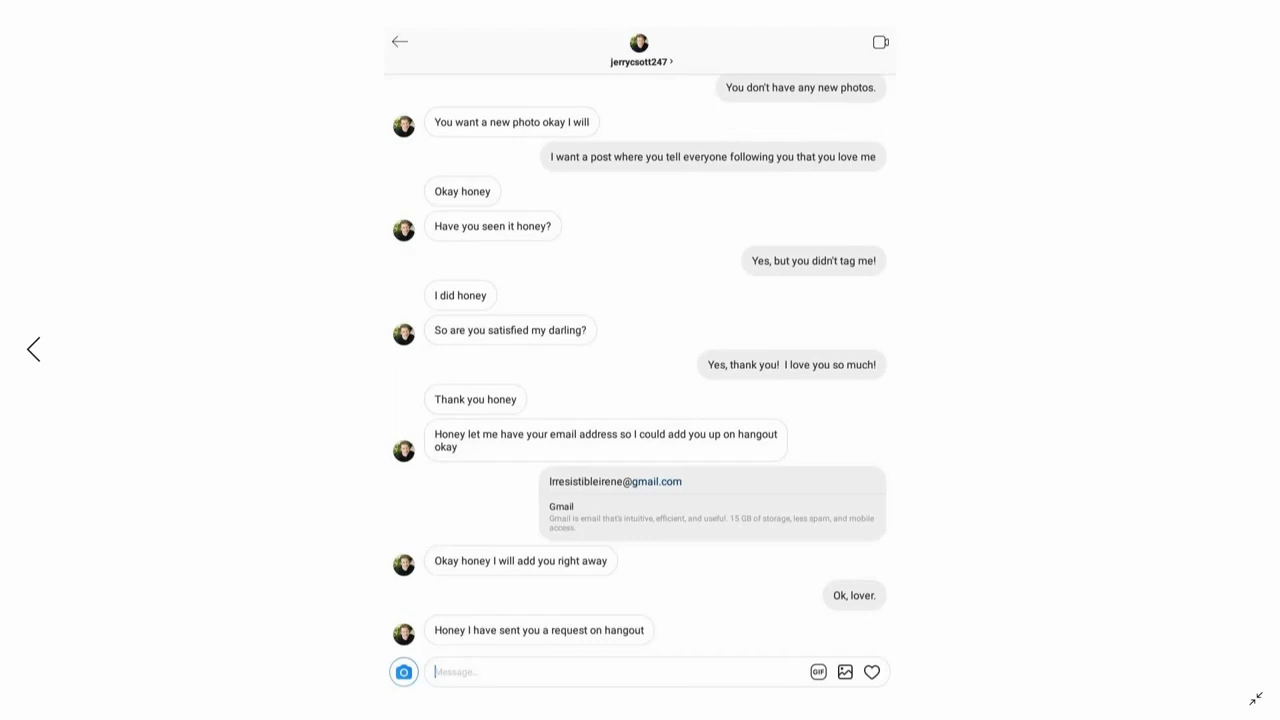 jerrycsott247 >
You don't have any new photos.
You want a new photo okay I will
I want a post where you tell everyone following you that you love me
Okay honey
Have you seen it honey?
Yes, but you didn't tag me!
I did honey
So are you satisfied my darling?
Yes, thank you!  I love you so much!
Thank you honey
Honey let me have your email address so I could add you up on hangout
okay
Irresistibleirene@gmail.com
Gmail
Gmail is email that's intuitive, efficient, and useful. 15 GB of storage, less spam, and mobile
access.
Okay honey I will add you right away
Ok, lover.
Honey I have sent you a request on hangout
Message..
GIF